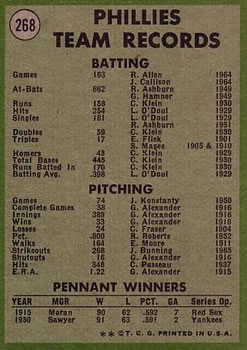 268
PHILLIES
TEAM RECORDS
BATTING
Games 163 R. Allen 1964
J. Callison 1964
At-Bats 662 R. Ashburn 1949
G. Hamner 1949
Runs 158 C. Klein 1930
Hits 254 L. O'Doul 1929
Singles 181 L. O'Doul 1929
R. Ashburn 1951
Doubles 59 C. Klein 1930
Triples 17 E. Flick 1901
S. Magee 1905 & 1910
Homers 43 C. Klein 1929
Total Bases 445 C. Klein 1930
Runs Batted In 170 C. Klein 1930
Batting Avg. .398 L. O'Doul 1929
PITCHING
Games 74 J. Konstanty 1950
Complete Games 38 G. Alexander 1916
Innings 389 G. Alexander 1916
Wins 33 G. Alexander 1916
Losses 24 C. Fraser 1904
Pct. .800 R. Roberts 1952
Walks 164 E. Moore 1911
Strikeouts J. Bunning 1965
Shutouts 16 G. Alexander 1916
Hits C. Passeau 1937
E.R.A. 1.22 G. Alexander 1915
PENNANT WINNERS
YEAR MGR W L PCT. GA Series Op.
1915 Moran 90 62 .592 7 Red Sox
1950 Sawyer 91 63 .591 2 Yankees
** © T. C. G. PRINTED IN U.S.A.